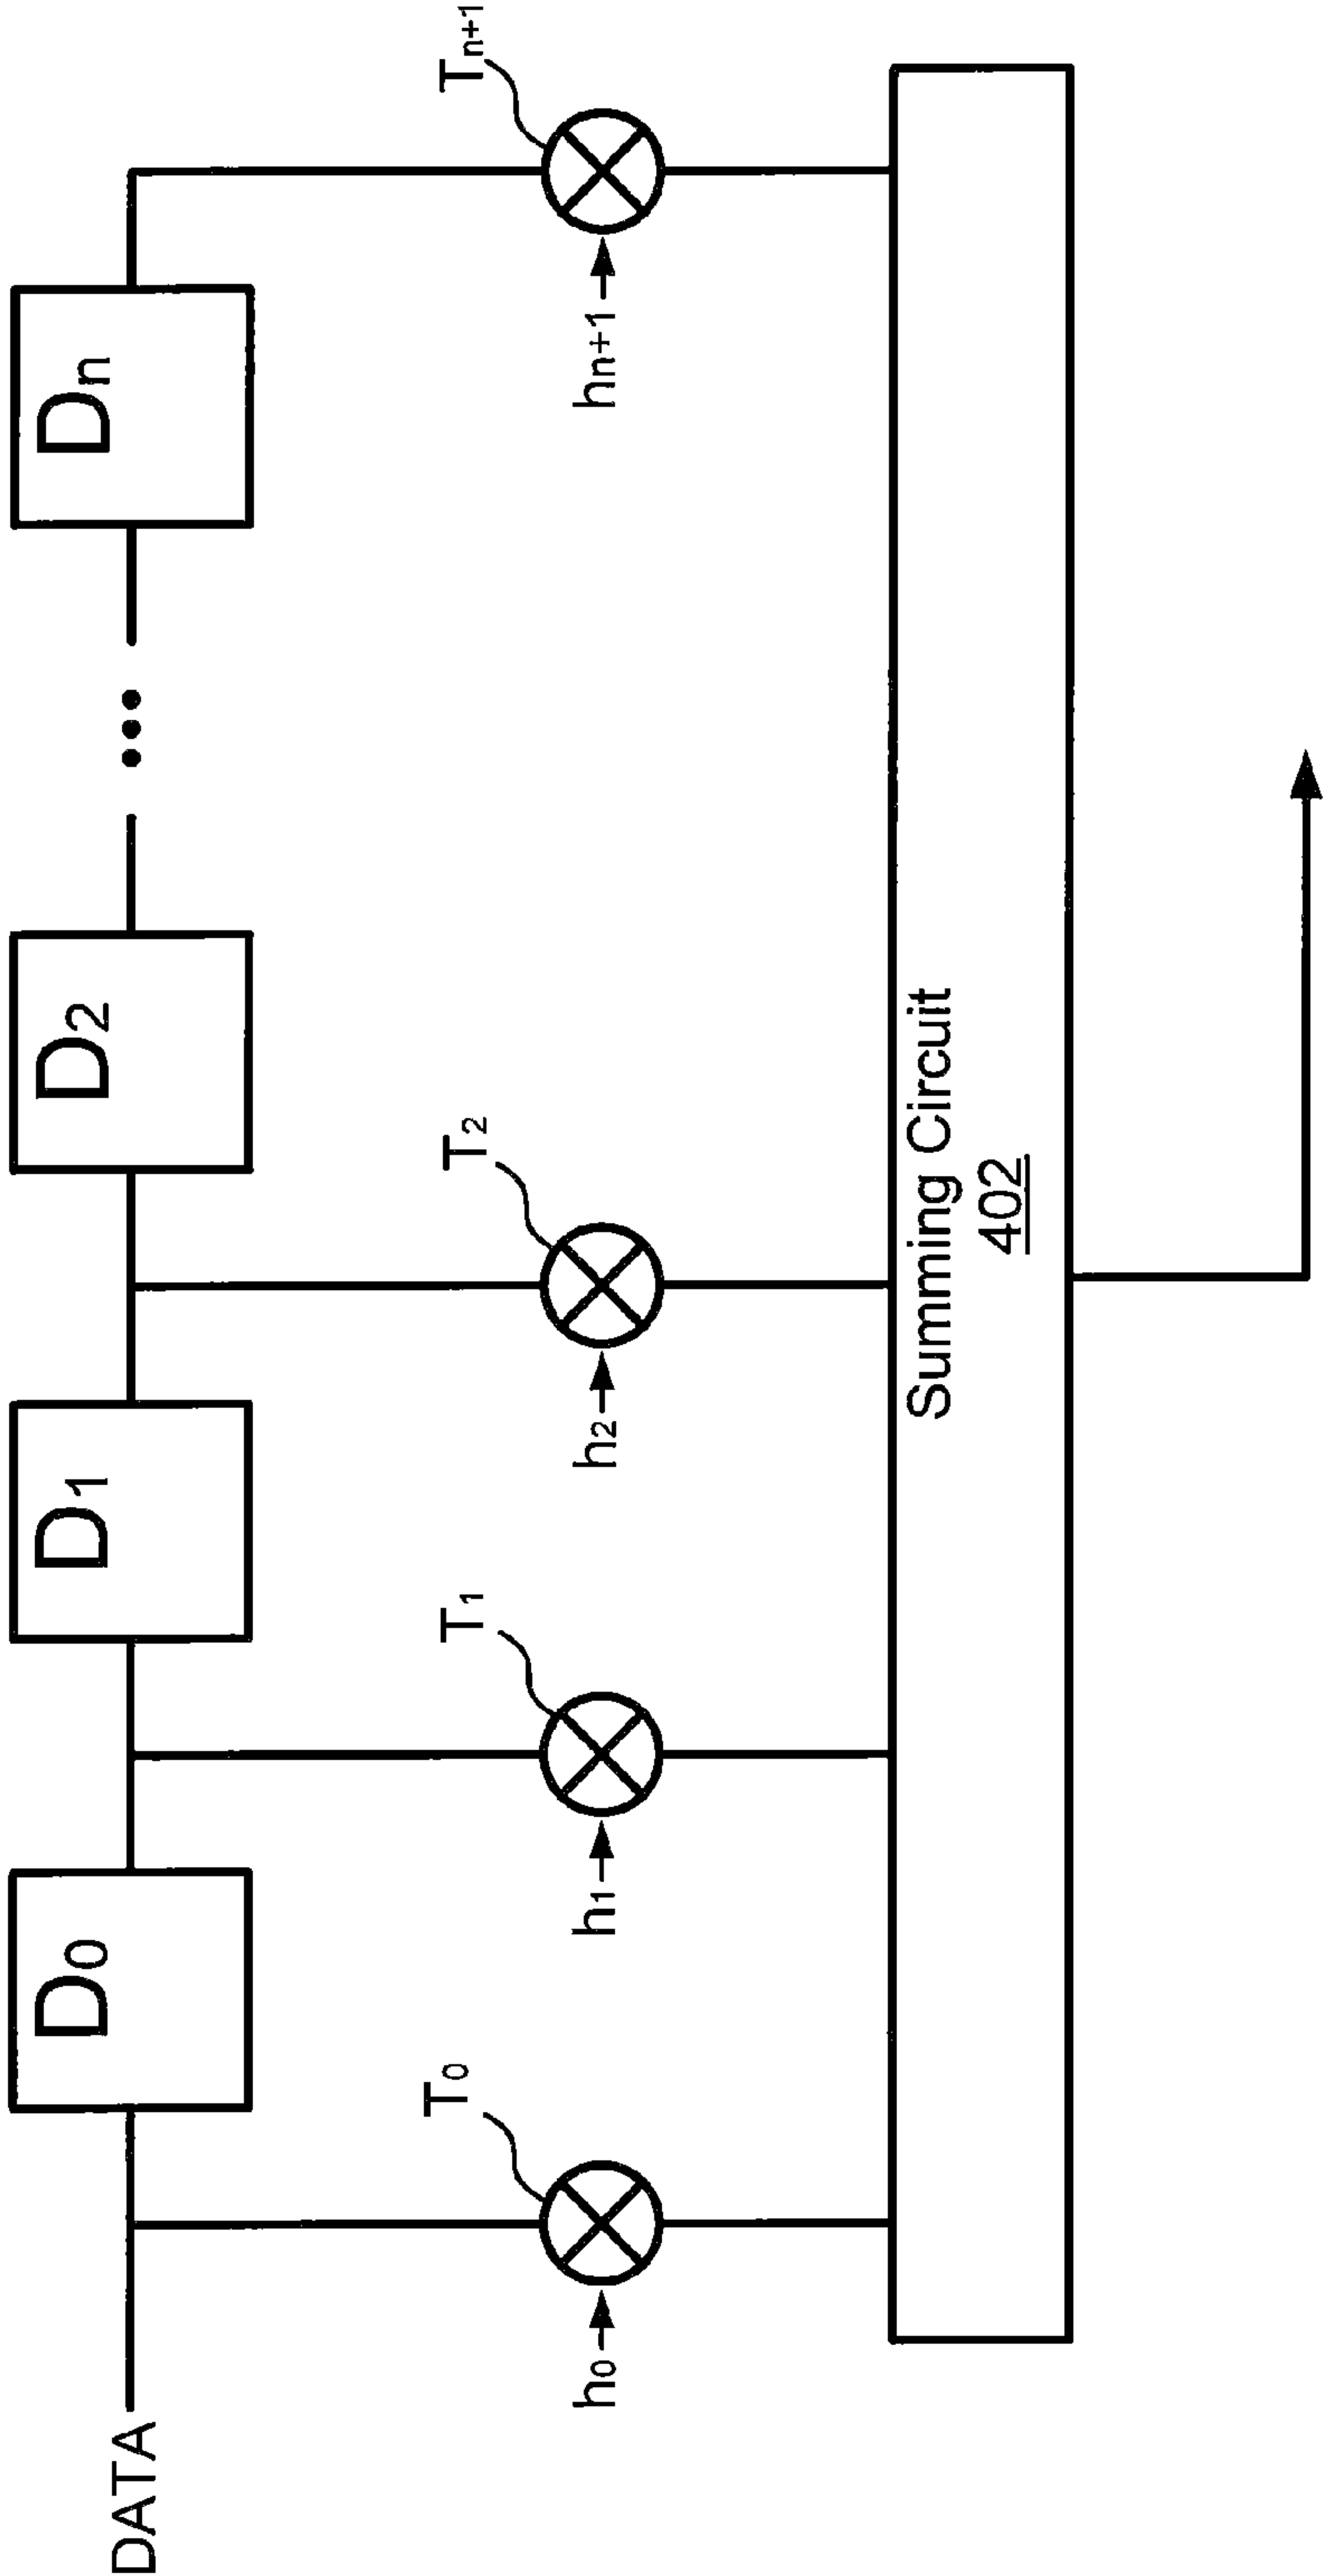 DATA
D0
D1
D2
...
Dn
T0
T1
T2
Tn+1
h0
h1
h2
hn+1
Summing Circuit
402